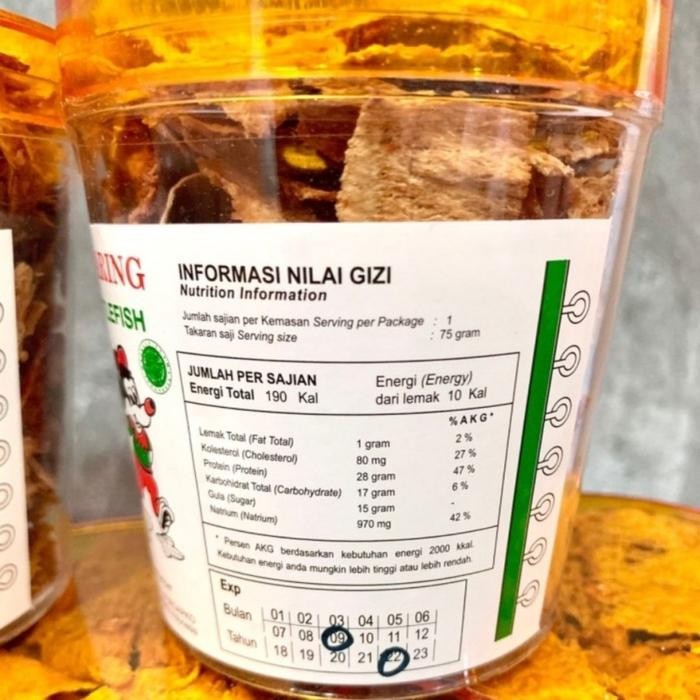 RING
EFISH
INFORMASI NILAI GIZI
Nutrition Information
Jumlah sajian per Kemasan Serving per Package : 1
Takaran saji Serving size : 75 gram
JUMLAH PER SAJIAN Energi (Energy)
Energi Total 190 Kal dari lemak 10 Kal
%AKG*
Lemak Total (Fat Total) 1 gram 2 %
Kolesterol (Cholesterol) 80 mg 27 %
Protein (Protein) 28 gram 47 %
Karbohidrat Total (Carbohydrate) 17 gram 6 %
Gula (Sugar) 15 gram -
Natrium (Natrium) 970 mg 42 %
* Persen AKG berdasarkan kebutuhan energi 2000 kkal.
Kebutuhan energi anda mungkin lebih tinggi atau lebih rendah.
Exp
Bulan 01 02 03 04 05 06
07 08 09 10 11 12
Tahun 18 19 20 21 22 23